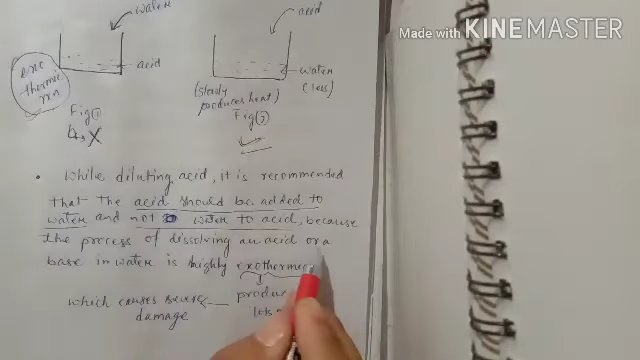 Made with KINEMASTER
water
acid
acid
exo
thermic
rxn
water
(less)
(slowly
produces heat)
Fig(1)
Fig(2)
• While diluting acid, it is recommended
that the acid should be added to
water and not water to acid, because
the process of dissolving an acid or a
base in water is highly exothermic
which causes severe
damage
produ
lots